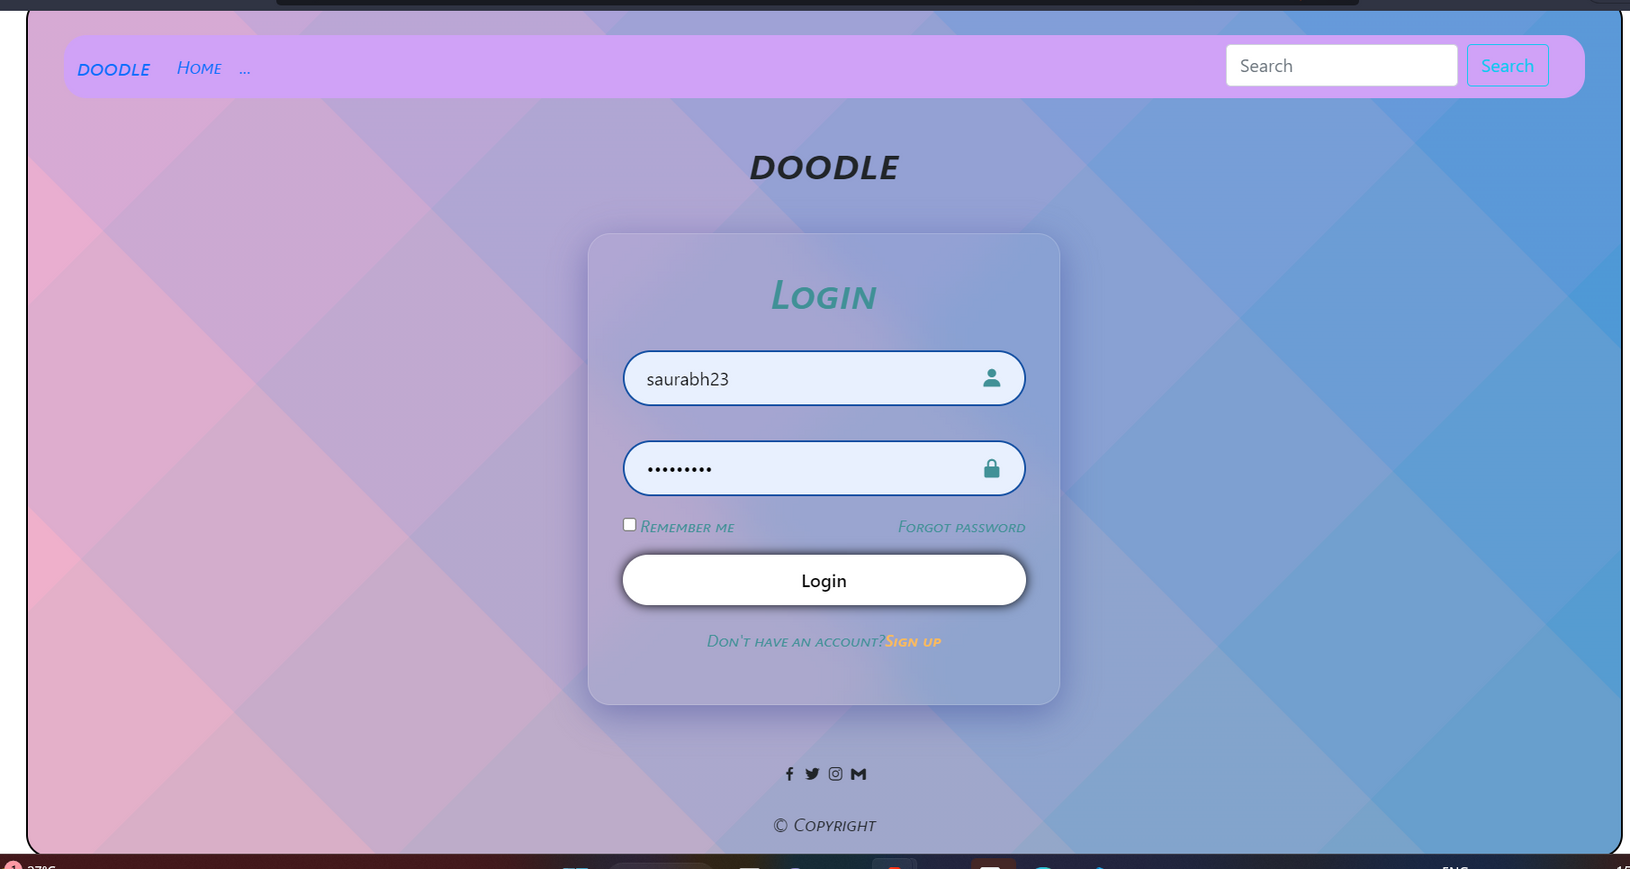 DOODLE HOME ... Search Search
DOODLE
LOGIN
saurabh23
•••••••••
REMEMBER ME FORGOT PASSWORD
Login
DON'T HAVE AN ACCOUNT?SIGN UP
© COPYRIGHT